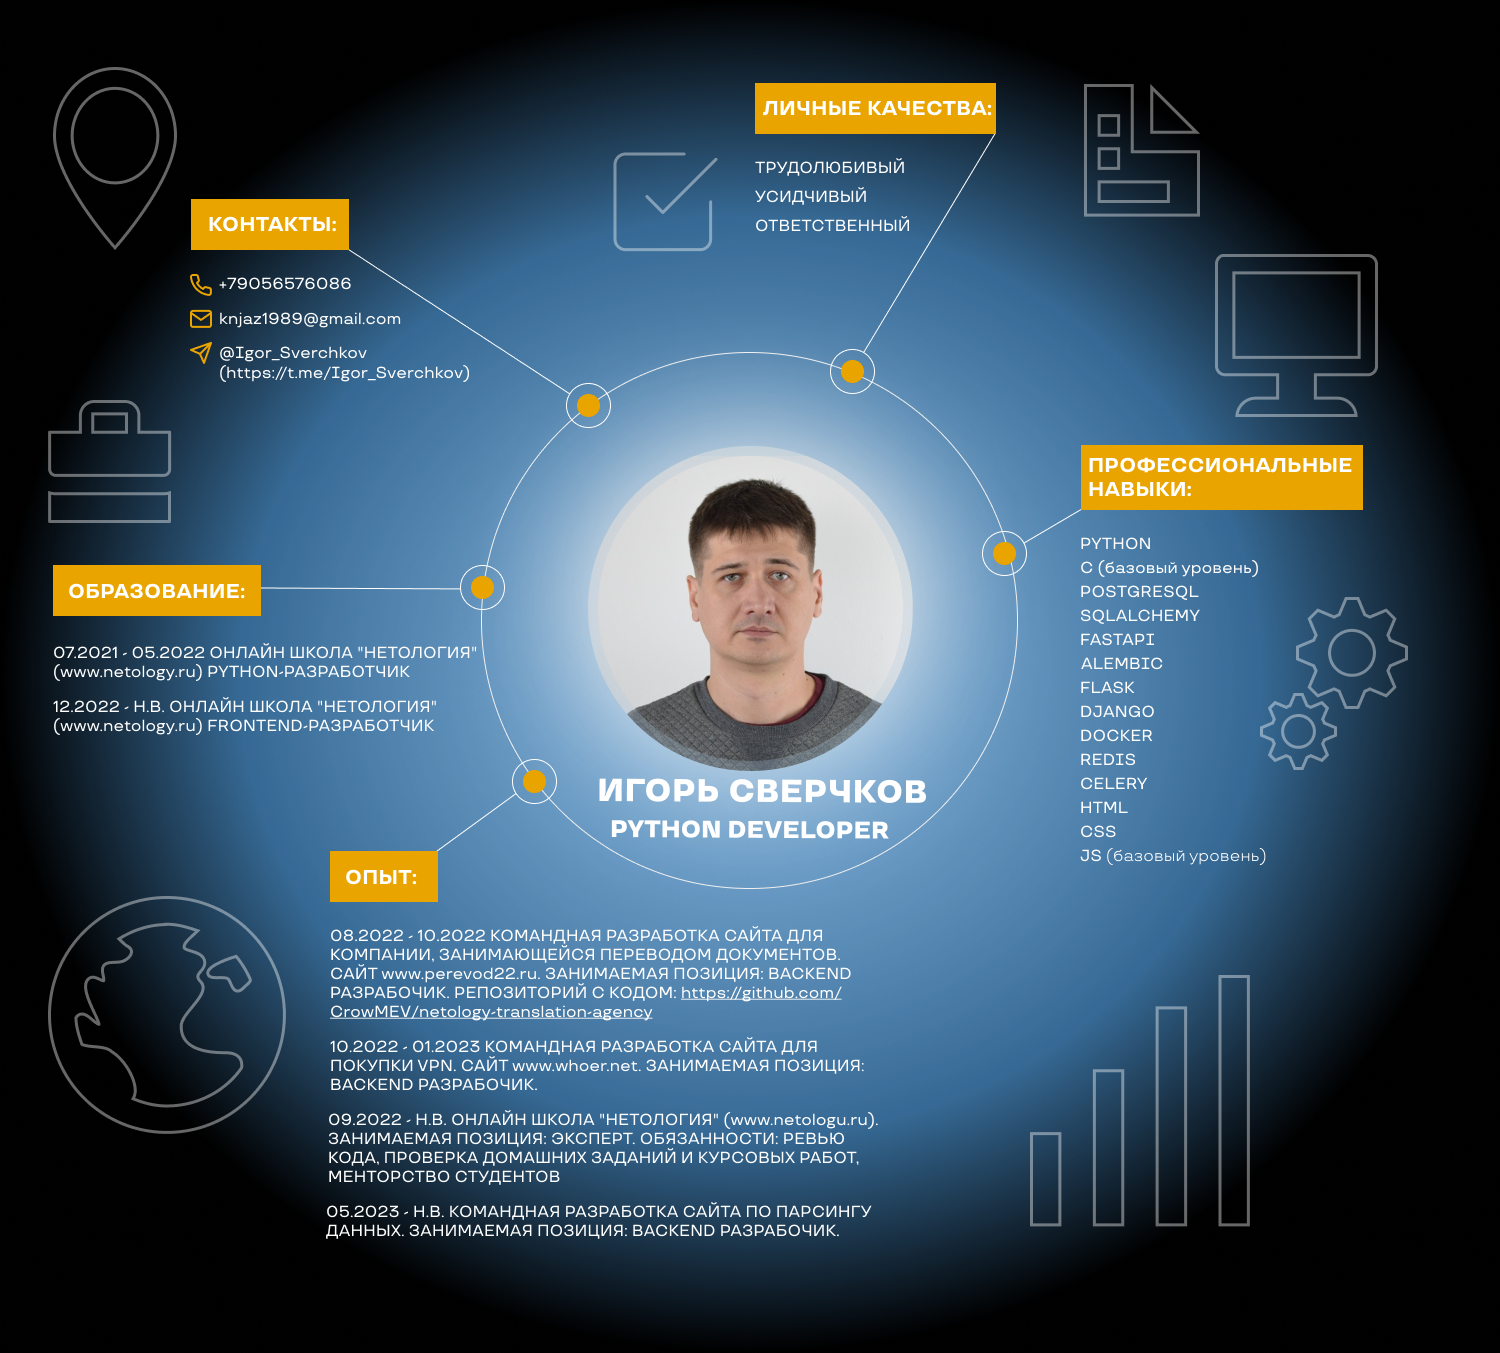 ЛИЧНЫЕ КАЧЕСТВА:
ТРУДОЛЮБИВЫЙ
УСИДЧИВЫЙ
ОТВЕТСТВЕННЫЙ
КОНТАКТЫ:
+79056576086
knjaz1989@gmail.com
@Igor_Sverchkov
(https://t.me/Igor_Sverchkov)
ПРОФЕССИОНАЛЬНЫЕ
НАВЫКИ:
PYTHON
C (базовый уровень)
POSTGRESQL
SQLALCHEMY
FASTAPI
ALEMBIC
FLASK
DJANGO
DOCKER
REDIS
CELERY
HTML
CSS
JS (базовый уровень)
ОБРАЗОВАНИЕ:
07.2021 - 05.2022 ОНЛАЙН ШКОЛА "НЕТОЛОГИЯ"
(www.netology.ru) PYTHON-РАЗРАБОТЧИК
12.2022 - Н.В. ОНЛАЙН ШКОЛА "НЕТОЛОГИЯ"
(www.netology.ru) FRONTEND-РАЗРАБОТЧИК
ИГОРЬ СВЕРЧКОВ
PYTHON DEVELOPER
ОПЫТ:
08.2022 - 10.2022 КОМАНДНАЯ РАЗРАБОТКА САЙТА ДЛЯ
КОМПАНИИ, ЗАНИМАЮЩЕЙСЯ ПЕРЕВОДОМ ДОКУМЕНТОВ.
САЙТ www.perevod22.ru. ЗАНИМАЕМАЯ ПОЗИЦИЯ: BACKEND
РАЗРАБОЧИК. РЕПОЗИТОРИЙ С КОДОМ: https://github.com/
CrowMEV/netology-translation-agency
10.2022 - 01.2023 КОМАНДНАЯ РАЗРАБОТКА САЙТА ДЛЯ
ПОКУПКИ VPN. САЙТ www.whoer.net. ЗАНИМАЕМАЯ ПОЗИЦИЯ:
BACKEND РАЗРАБОЧИК.
09.2022 - Н.В. ОНЛАЙН ШКОЛА "НЕТОЛОГИЯ" (www.netologu.ru).
ЗАНИМАЕМАЯ ПОЗИЦИЯ: ЭКСПЕРТ. ОБЯЗАННОСТИ: РЕВЬЮ
КОДА, ПРОВЕРКА ДОМАШНИХ ЗАДАНИЙ И КУРСОВЫХ РАБОТ,
МЕНТОРСТВО СТУДЕНТОВ
05.2023 - Н.В. КОМАНДНАЯ РАЗРАБОТКА САЙТА ПО ПАРСИНГУ
ДАННЫХ. ЗАНИМАЕМАЯ ПОЗИЦИЯ: BACKEND РАЗРАБОЧИК.